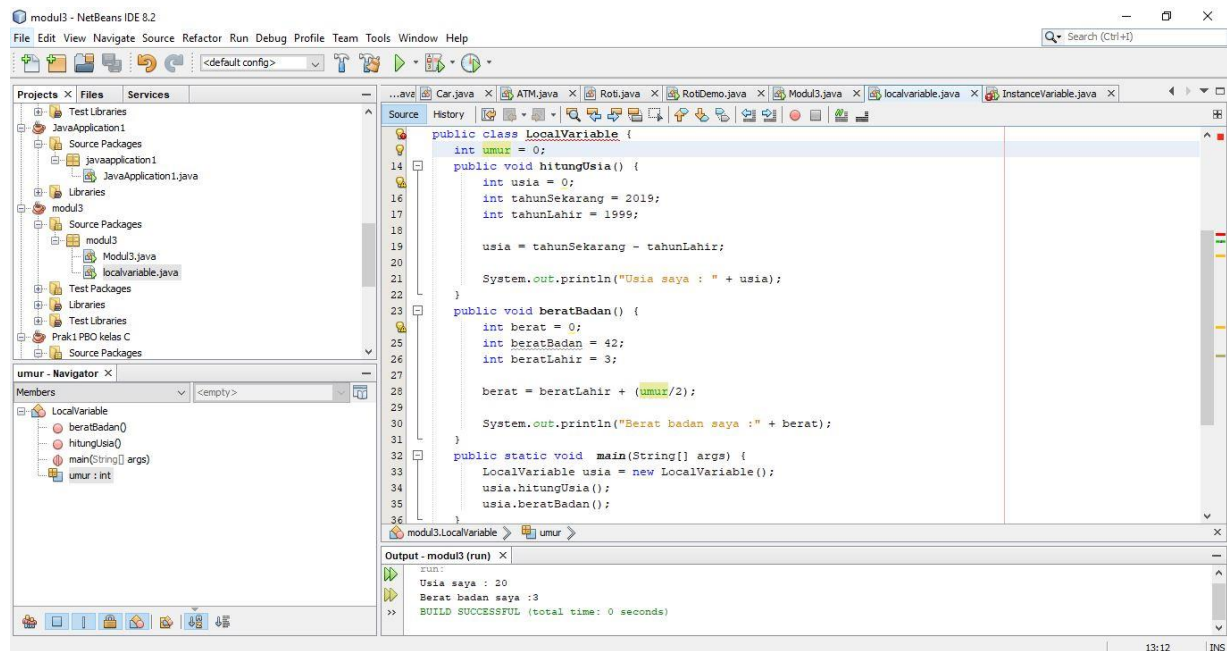 modul3 - NetBeans IDE 8.2
File Edit View Navigate Source Refactor Run Debug Profile Team Tools Window Help
Search (Ctrl+I)
<default config>
Projects Files Services
Test Libraries
JavaApplication1
Source Packages
javaapplication1
JavaApplication1.java
Libraries
modul3
Source Packages
modul3
Modul3.java
localvariable.java
Test Packages
Libraries
Test Libraries
Prak1 PBO kelas C
Source Packages
umur - Navigator
Members <empty>
LocalVariable
beratBadan()
hitungUsia()
main(String[] args)
umur : int
...ava Car.java ATM.java Roti.java RotiDemo.java Modul3.java localvariable.java InstanceVariable.java
Source History
public class LocalVariable {
int umur = 0;
14 public void hitungUsia() {
int usia = 0;
16 int tahunSekarang = 2019;
17 int tahunLahir = 1999;
18
19 usia = tahunSekarang - tahunLahir;
20
21 System.out.println("Usia saya : " + usia);
22 }
23 public void beratBadan() {
int berat = 0;
25 int beratBadan = 42;
26 int beratLahir = 3;
27
28 berat = beratLahir + (umur/2);
29
30 System.out.println("Berat badan saya :" + berat);
31 }
32 public static void main(String[] args) {
33 LocalVariable usia = new LocalVariable();
34 usia.hitungUsia();
35 usia.beratBadan();
36 }
modul3.LocalVariable umur
Output - modul3 (run)
run:
Usia saya : 20
Berat badan saya :3
BUILD SUCCESSFUL (total time: 0 seconds)
13:12 INS